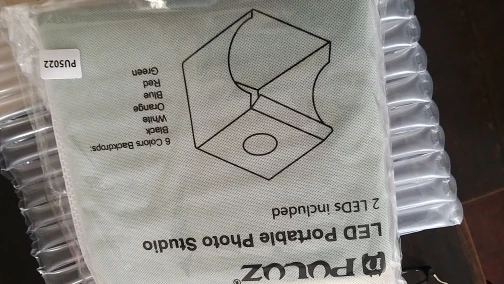 PULUZ®
LED Portable Photo Studio
2 LEDs included
6 Colors Backdrops:
Black
White
Orange
Blue
Red
Green
PU5022